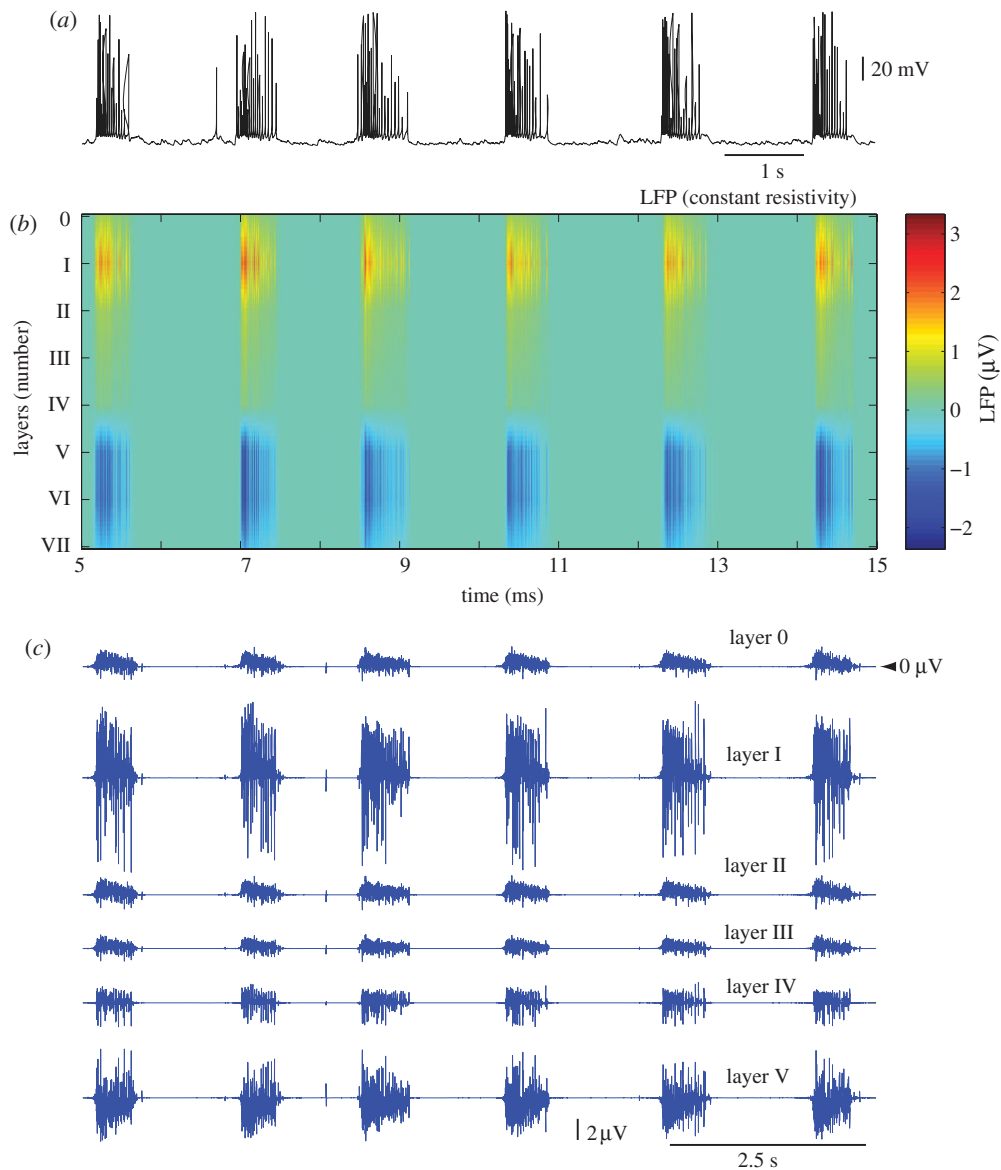 (a)
20 mV
1 s
LFP (constant resistivity)
(b)
layers (number)
0
I
II
III
IV
V
VI
VII
5
7
9
11
13
15
time (ms)
3
2
1
0
–1
–2
LFP (µV)
(c)
layer 0
0 µV
layer I
layer II
layer III
layer IV
layer V
2 µV
2.5 s